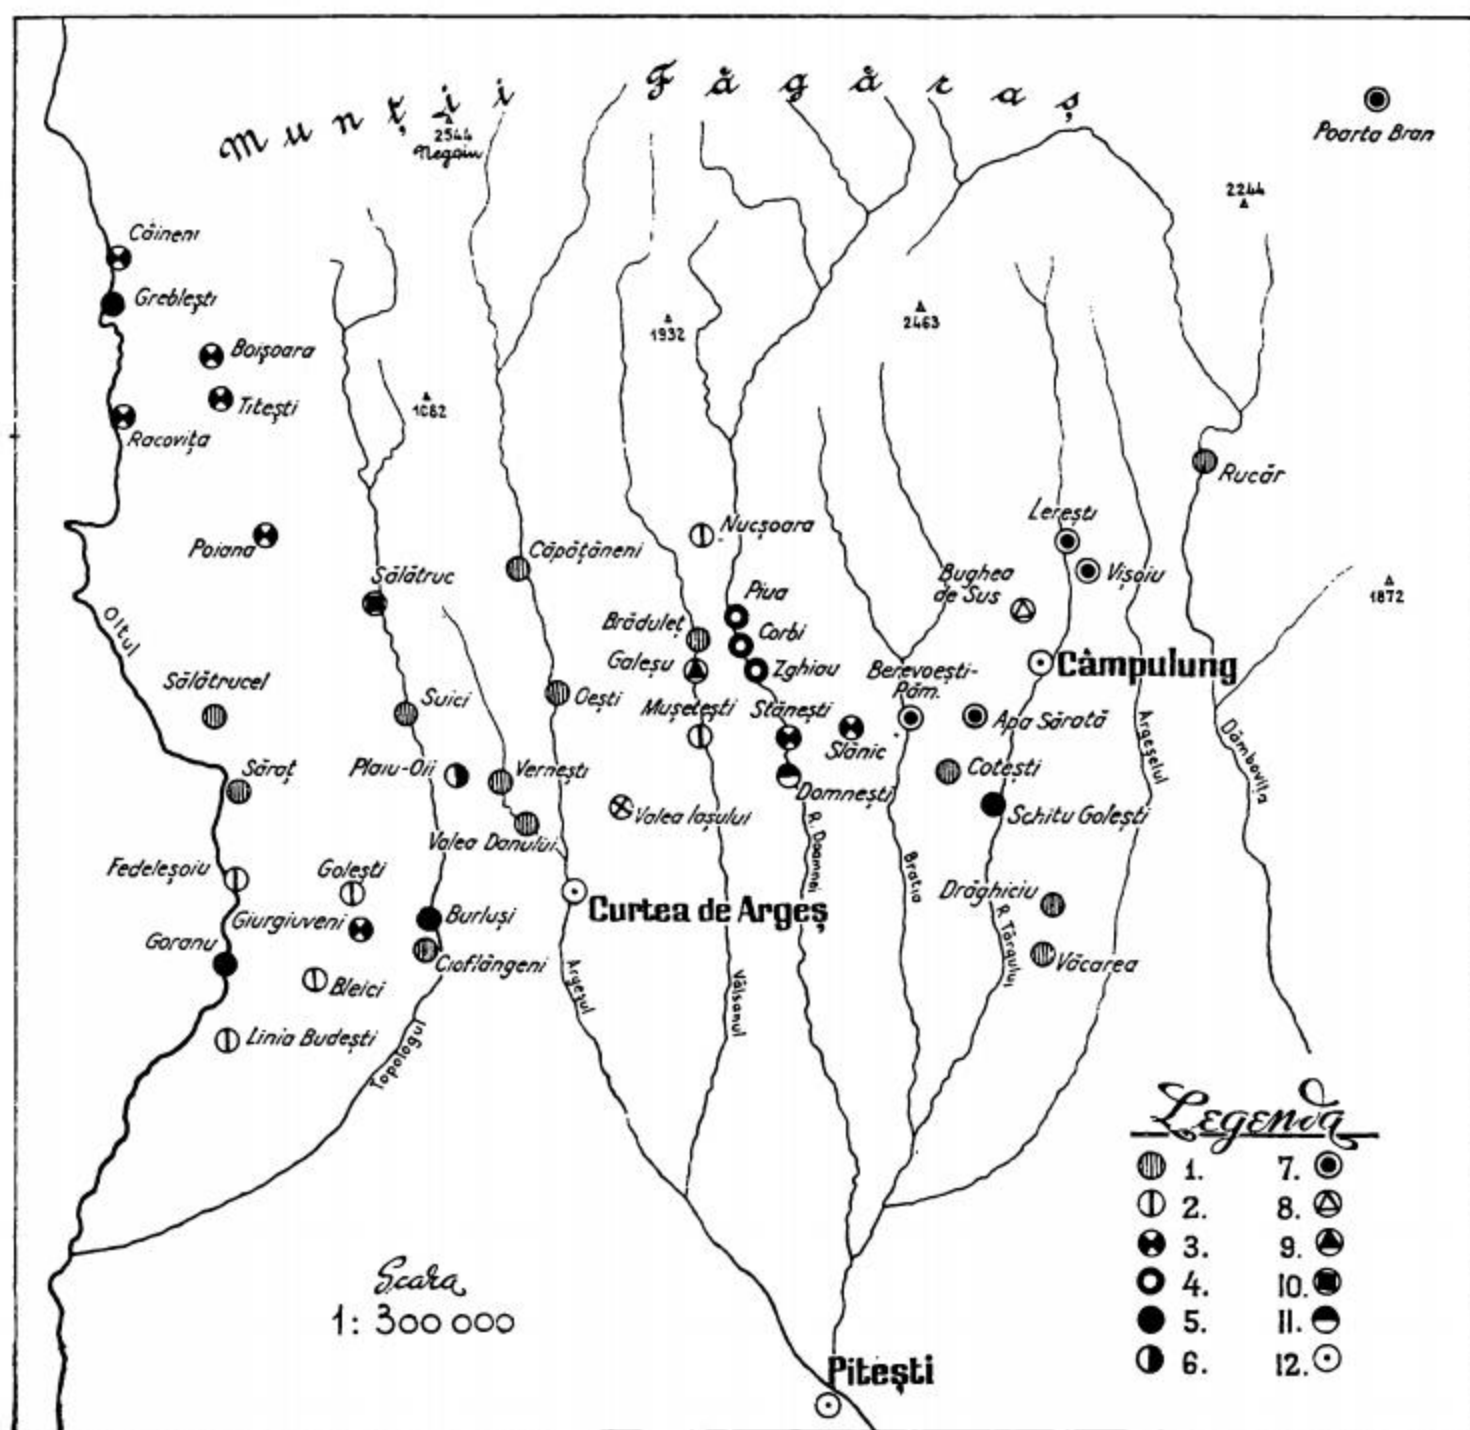 Munții Făgăraș
2544
Negoiu
Poarta Bran
2244
Câineni
Greblești
Boișoara
Titești
Racovița
1932
2463
1082
Rucăr
Nucșoara
Lerești
Poiana
Căpățăneni
Vișoiu
Sălătruc
Bughea
de Sus
1872
Piua
Corbi
Brăduleț
Galeșu
Zghiau
Câmpulung
Oltul
Sălătrucel
Suici
Oești
Mușetești
Stănești
Berevoești-
Păm.
Apa Sărată
Slănic
Argeșelul
Dâmbovița
Săraț
Plaiu-Oii
Vernești
Domnești
Cotești
Schitu Golești
Valea Iașului
Valea Danului
R. Doamnei
Bratia
Fedeleșoiu
Golești
Drăghiciu
Curtea de Argeș
Giurgiuveni
Burluși
R. Târgului
Goranu
Cioflângeni
Văcarea
Bleici
Argeșul
Vâlsanul
Linia Budești
Topologul
Legenda
1. 7.
2. 8.
3. 9.
4. 10.
5. 11.
6. 12.
Scara
1: 300 000
Pitești